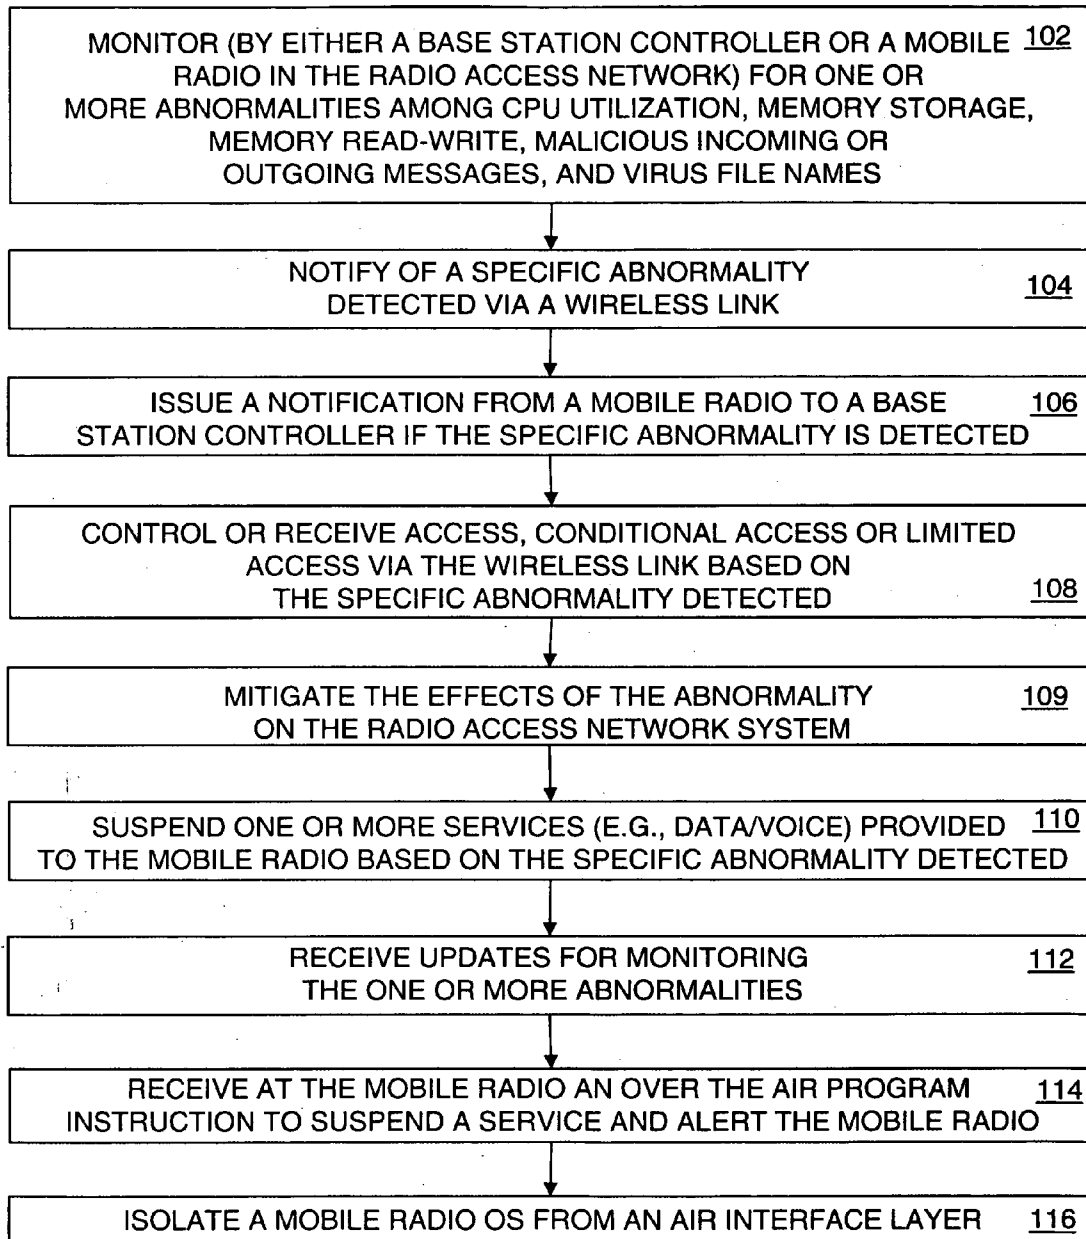 MONITOR (BY EITHER A BASE STATION CONTROLLER OR A MOBILE 102
RADIO IN THE RADIO ACCESS NETWORK) FOR ONE OR
MORE ABNORMALITIES AMONG CPU UTILIZATION, MEMORY STORAGE,
MEMORY READ-WRITE, MALICIOUS INCOMING OR
OUTGOING MESSAGES, AND VIRUS FILE NAMES
NOTIFY OF A SPECIFIC ABNORMALITY
DETECTED VIA A WIRELESS LINK 104
ISSUE A NOTIFICATION FROM A MOBILE RADIO TO A BASE 106
STATION CONTROLLER IF THE SPECIFIC ABNORMALITY IS DETECTED
CONTROL OR RECEIVE ACCESS, CONDITIONAL ACCESS OR LIMITED
ACCESS VIA THE WIRELESS LINK BASED ON
THE SPECIFIC ABNORMALITY DETECTED 108
MITIGATE THE EFFECTS OF THE ABNORMALITY 109
ON THE RADIO ACCESS NETWORK SYSTEM
SUSPEND ONE OR MORE SERVICES (E.G., DATA/VOICE) PROVIDED 110
TO THE MOBILE RADIO BASED ON THE SPECIFIC ABNORMALITY DETECTED
RECEIVE UPDATES FOR MONITORING 112
THE ONE OR MORE ABNORMALITIES
RECEIVE AT THE MOBILE RADIO AN OVER THE AIR PROGRAM 114
INSTRUCTION TO SUSPEND A SERVICE AND ALERT THE MOBILE RADIO
ISOLATE A MOBILE RADIO OS FROM AN AIR INTERFACE LAYER 116